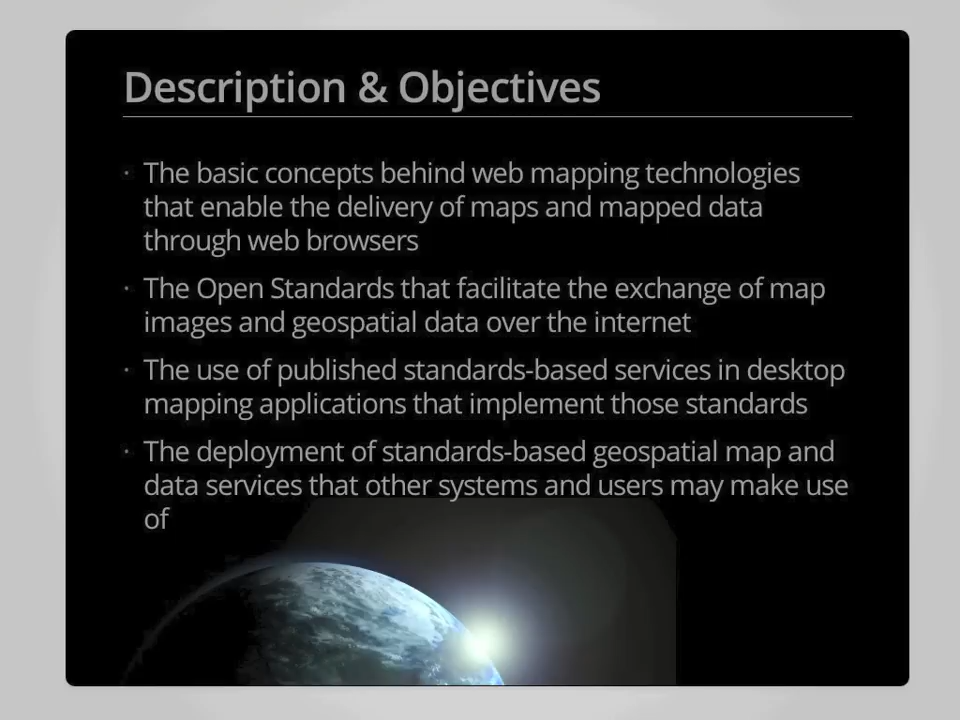 Description & Objectives
· The basic concepts behind web mapping technologies
that enable the delivery of maps and mapped data
through web browsers
· The Open Standards that facilitate the exchange of map
images and geospatial data over the internet
· The use of published standards-based services in desktop
mapping applications that implement those standards
· The deployment of standards-based geospatial map and
data services that other systems and users may make use
of